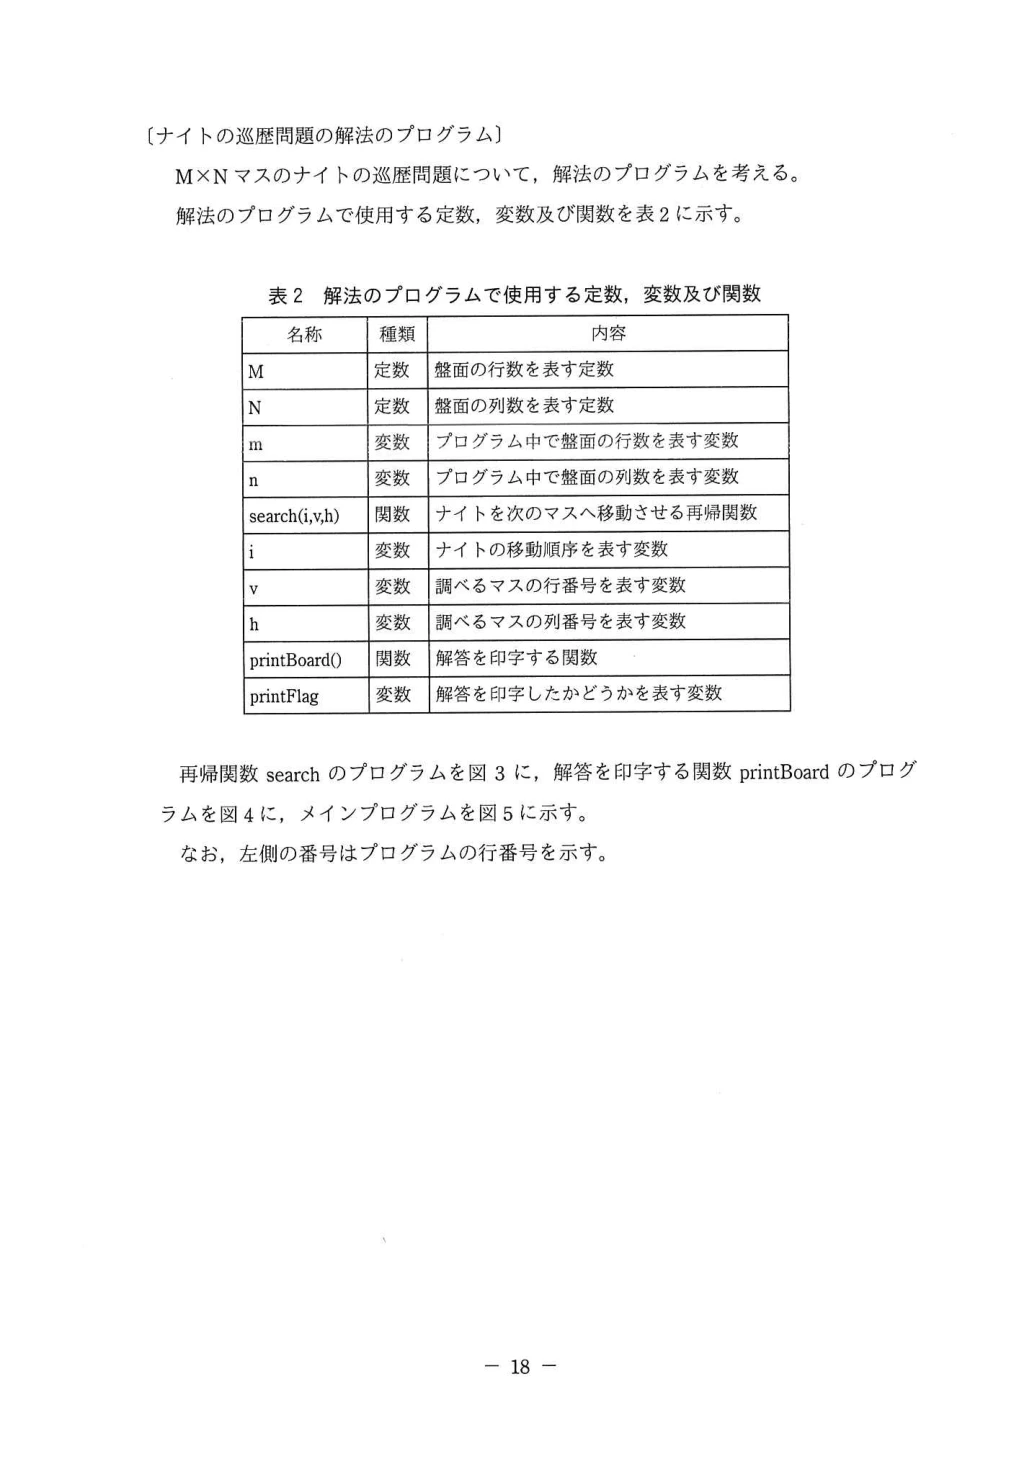 〔ナイトの巡歴問題の解法のプログラム〕
M×N マスのナイトの巡歴問題について，解法のプログラムを考える。
解法のプログラムで使用する定数，変数及び関数を表2に示す。
表2　解法のプログラムで使用する定数，変数及び関数
名称 種類 内容
M 定数 盤面の行数を表す定数
N 定数 盤面の列数を表す定数
m 変数 プログラム中で盤面の行数を表す変数
n 変数 プログラム中で盤面の列数を表す変数
search(i,v,h) 関数 ナイトを次のマスへ移動させる再帰関数
i 変数 ナイトの移動順序を表す変数
v 変数 調べるマスの行番号を表す変数
h 変数 調べるマスの列番号を表す変数
printBoard() 関数 解答を印字する関数
printFlag 変数 解答を印字したかどうかを表す変数
再帰関数 search のプログラムを図 3 に，解答を印字する関数 printBoard のプログ
ラムを図4に，メインプログラムを図5に示す。
なお，左側の番号はプログラムの行番号を示す。
－ 18 －